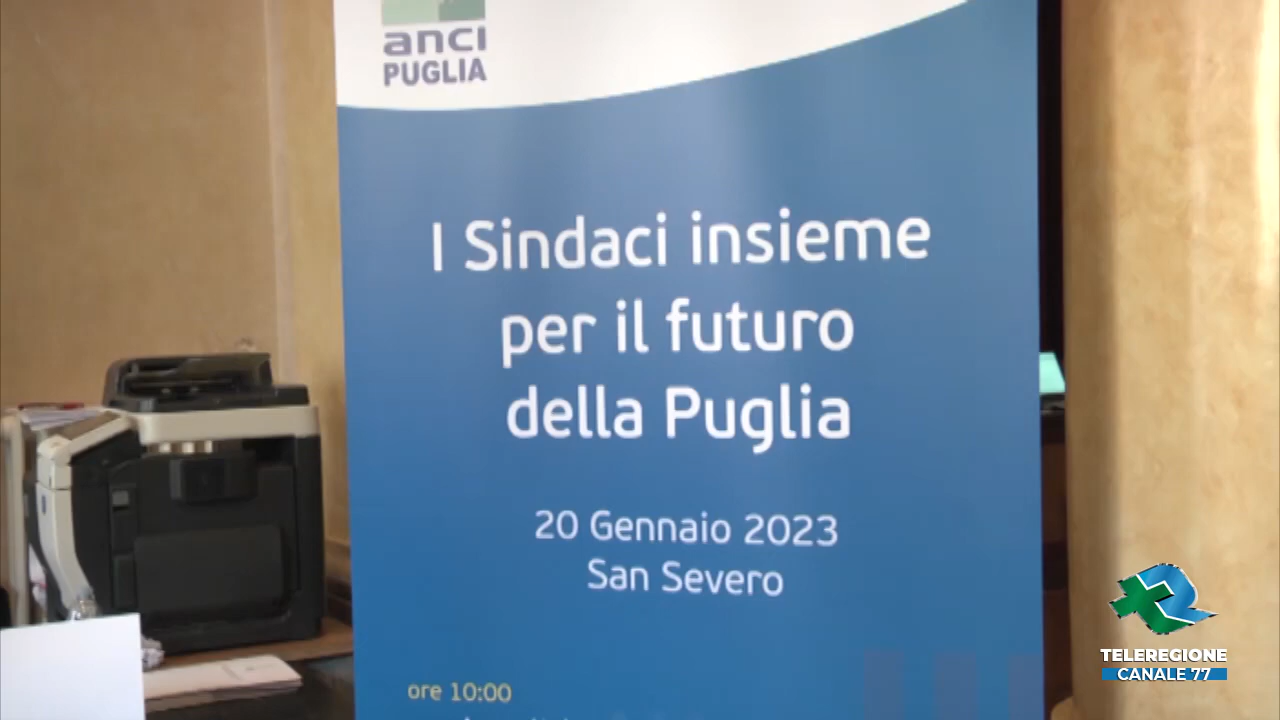 anci
PUGLIA
I Sindaci insieme
per il futuro
della Puglia
20 Gennaio 2023
San Severo
ore 10:00
TELEREGIONE
CANALE 77